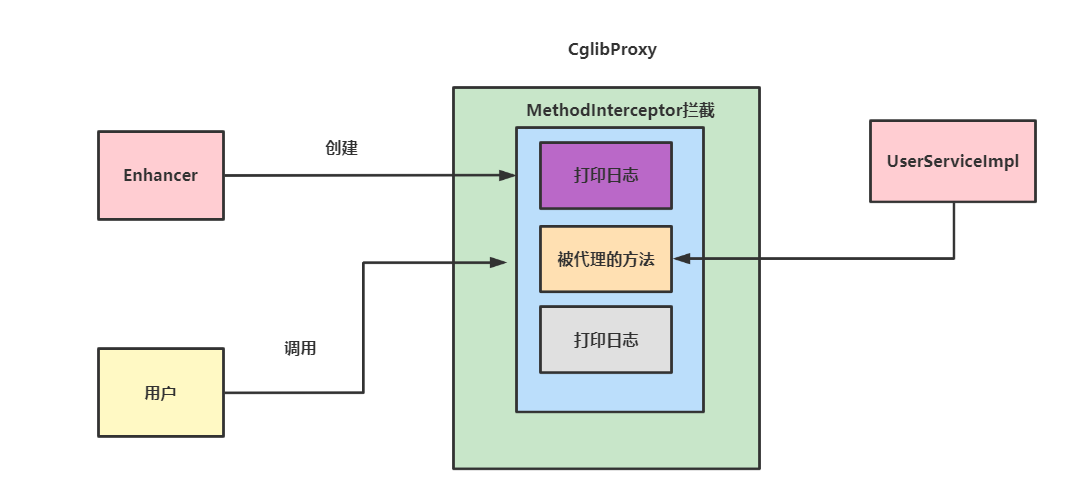 CglibProxy
MethodInterceptor拦截
Enhancer
创建
打印日志
UserServiceImpl
被代理的方法
打印日志
调用
用户